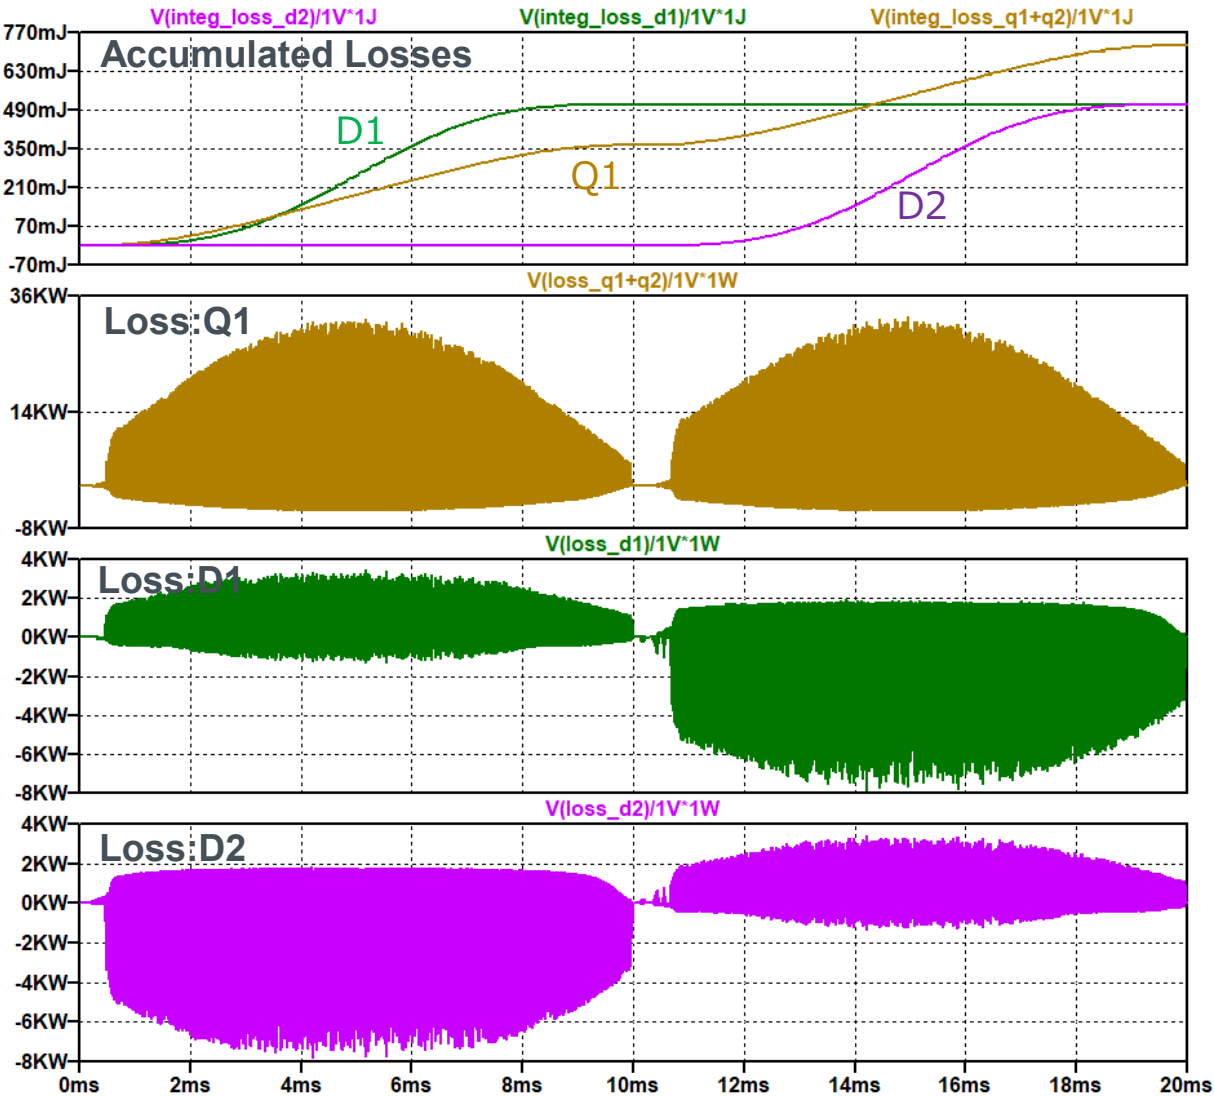 V(integ_loss_d2)/1V*1J V(integ_loss_d1)/1V*1J V(integ_loss_q1+q2)/1V*1J
770mJ
Accumulated Losses
630mJ
490mJ
D1
350mJ
Q1
210mJ
D2
70mJ
-70mJ
V(loss_q1+q2)/1V*1W
36KW
Loss:Q1
14KW
-8KW
V(loss_d1)/1V*1W
4KW
Loss:D1
2KW
0KW
-2KW
-4KW
-6KW
-8KW
V(loss_d2)/1V*1W
4KW
Loss:D2
2KW
0KW
-2KW
-4KW
-6KW
-8KW
0ms 2ms 4ms 6ms 8ms 10ms 12ms 14ms 16ms 18ms 20ms